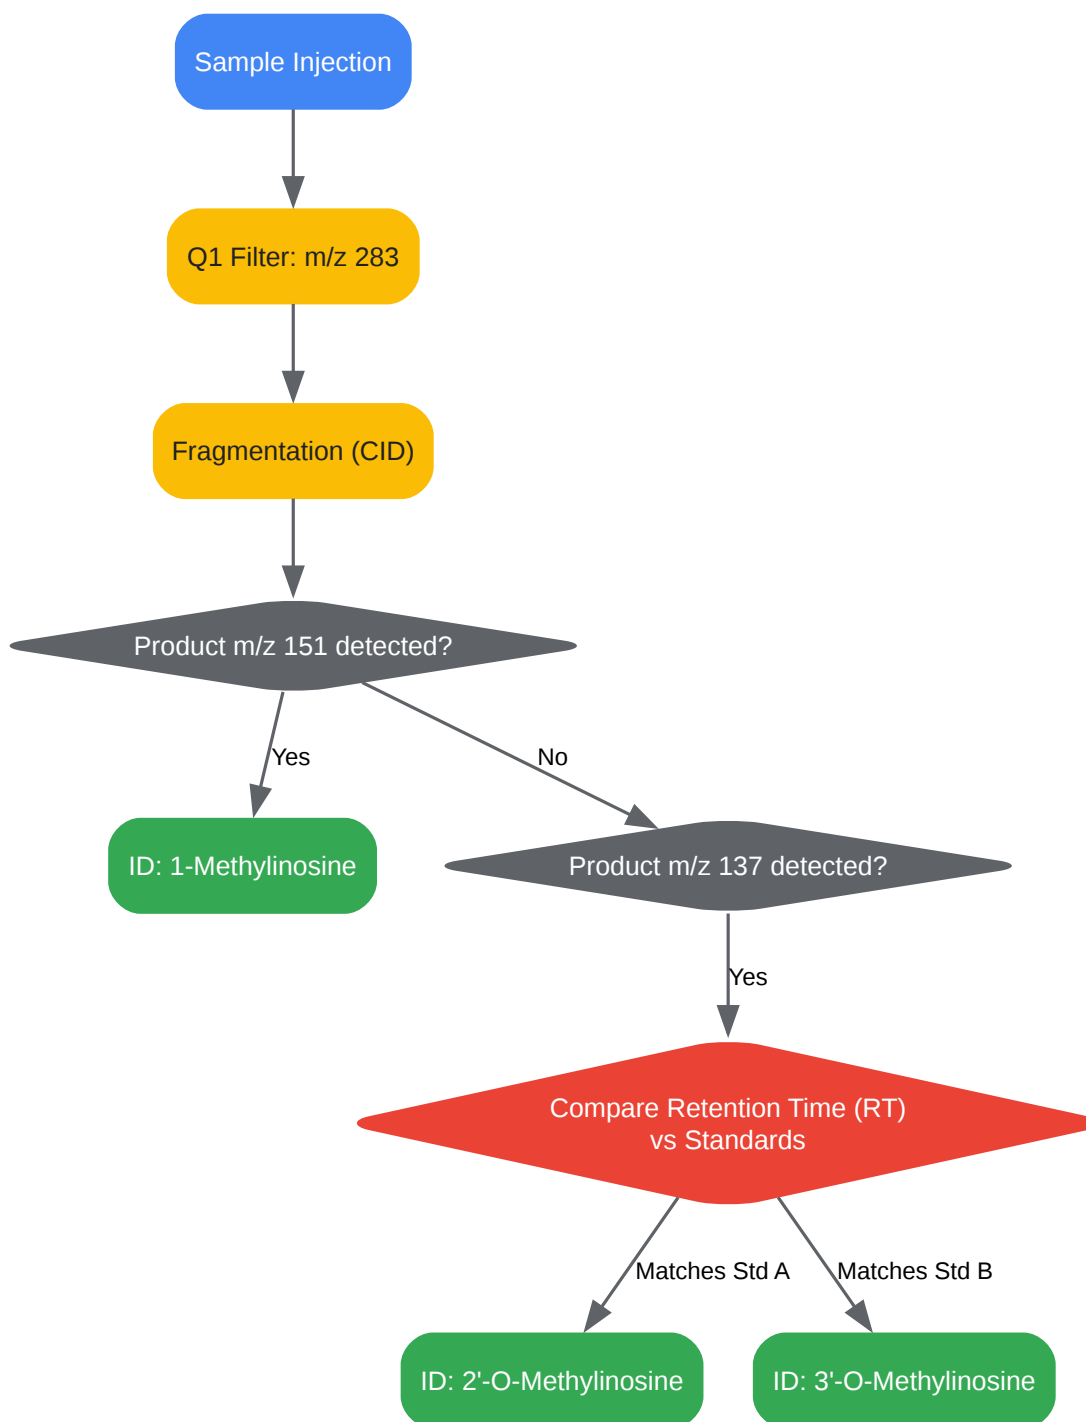 Sample Injection
Q1 Filter: m/z 283
Fragmentation (CID)
Product m/z 151 detected?
Yes
No
ID: 1-Methylinosine
Product m/z 137 detected?
Yes
Compare Retention Time (RT)
vs Standards
Matches Std A
Matches Std B
ID: 2'-O-Methylinosine
ID: 3'-O-Methylinosine